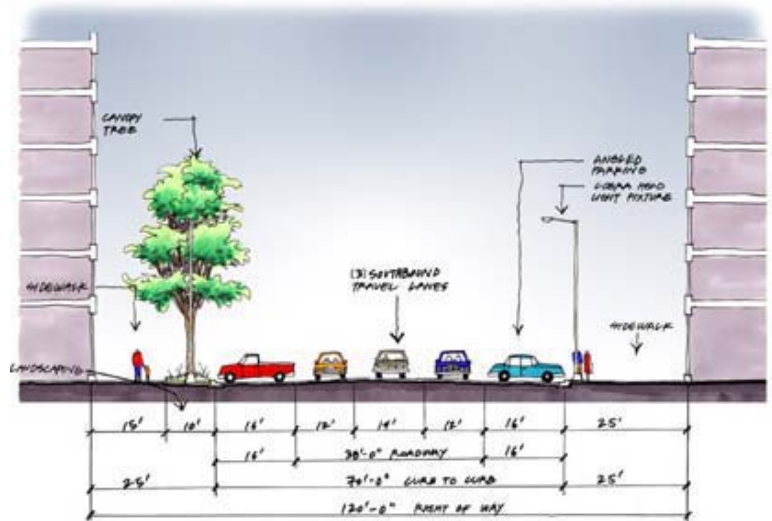 CANOPY
TREE
ANGLED
PARKING
COBRA HEAD
LIGHT FIXTURE
(3) SOUTHBOUND
TRAVEL LANES
SIDEWALK
SIDEWALK
LANDSCAPING
15' 10' 16' 12' 14' 12' 16' 25'
16' 38'-0" ROADWAY 16'
25' 70'-0" CURB TO CURB 25'
120'-0" RIGHT OF WAY